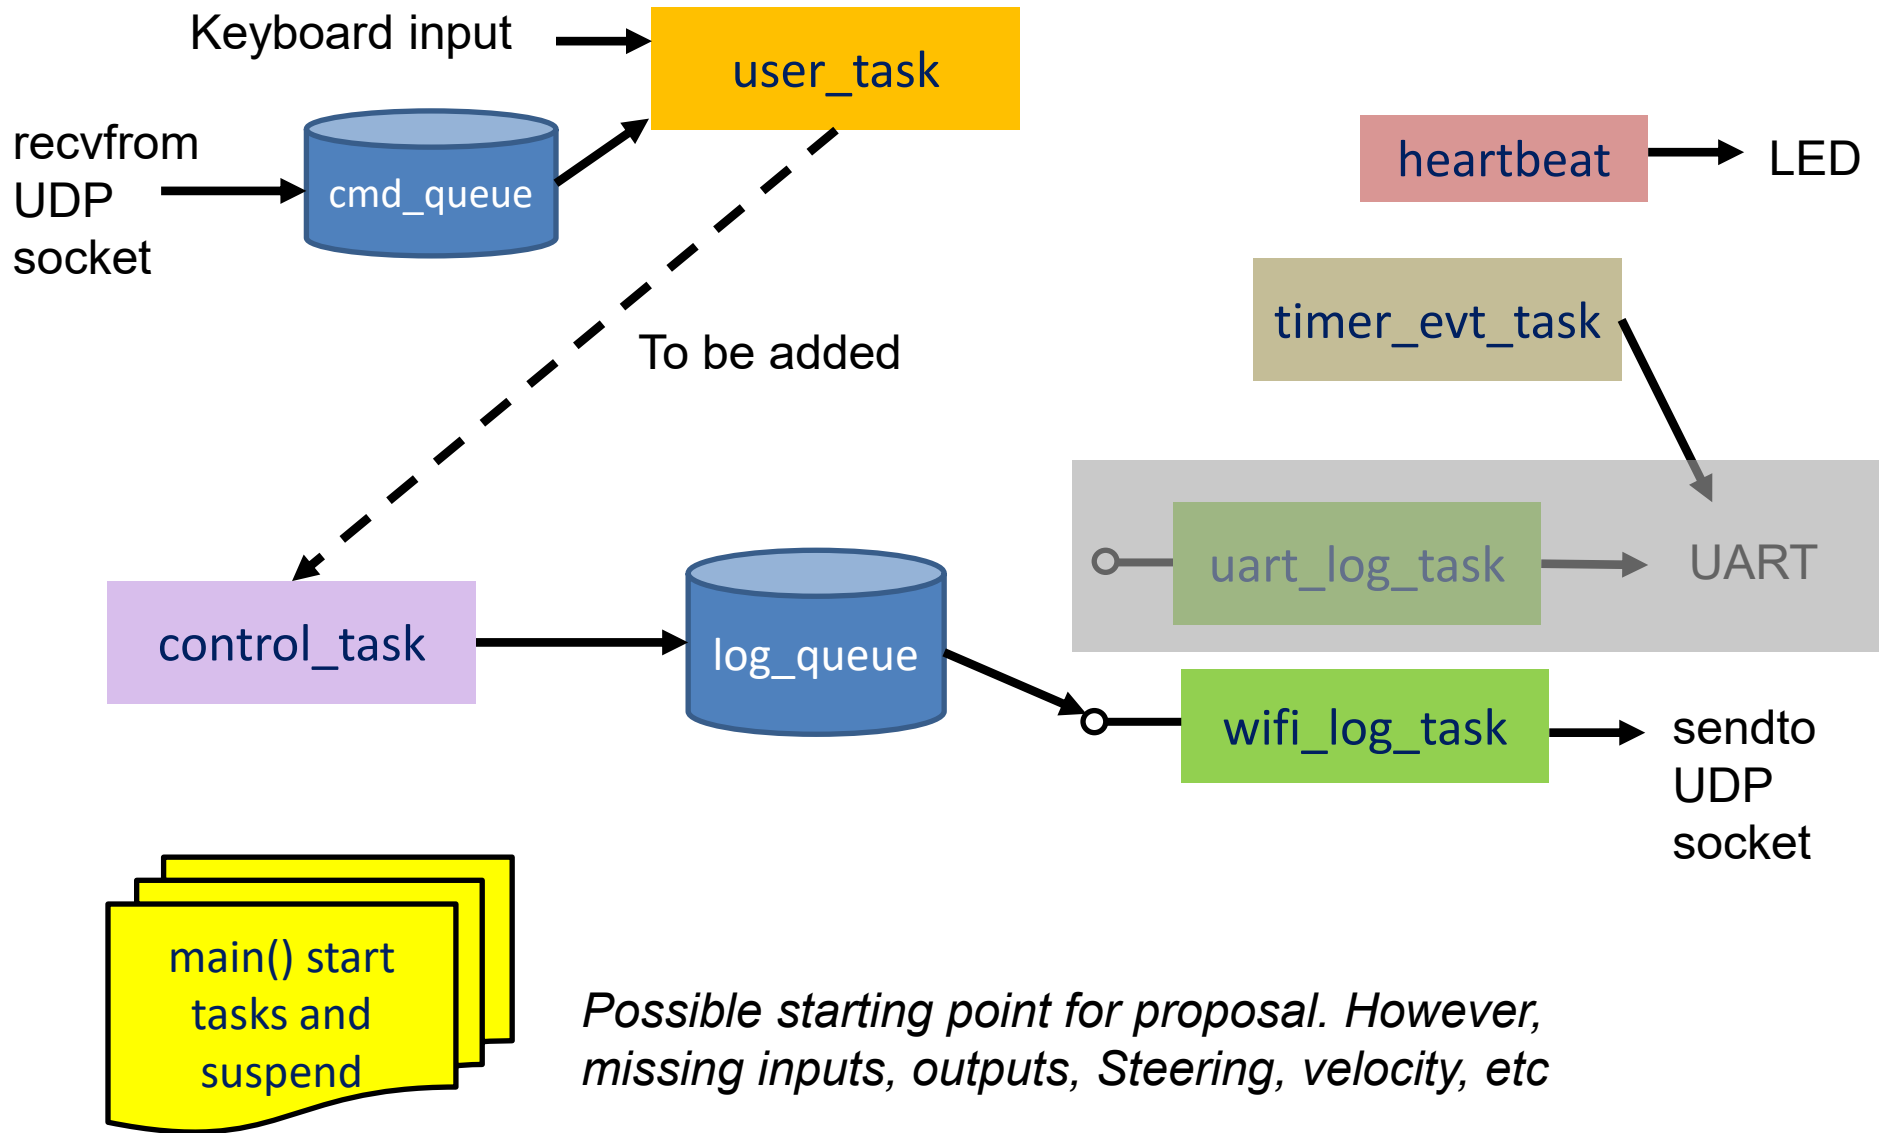 Keyboard input
user_task
recvfrom
UDP
socket
cmd_queue
heartbeat
LED
timer_evt_task
To be added
uart_log_task
UART
control_task
log_queue
wifi_log_task
sendto
UDP
socket
main() start
tasks and
suspend
Possible starting point for proposal. However,
missing inputs, outputs, Steering, velocity, etc